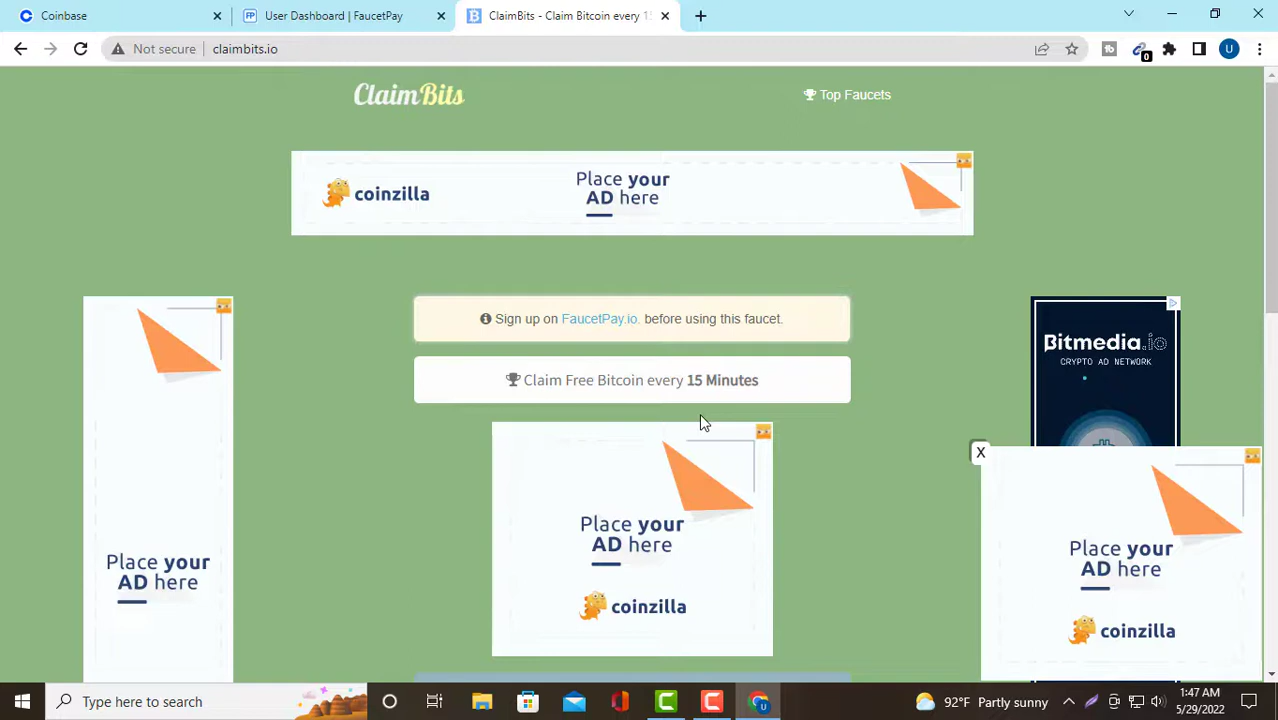 Coinbase
User Dashboard | FaucetPay
ClaimBits - Claim Bitcoin every 15
Not secure
claimbits.io
0
U
ClaimBits
Top Faucets
coinzilla
Place your
AD here
Sign up on FaucetPay.io. before using this faucet.
Claim Free Bitcoin every 15 Minutes
Place your
AD here
coinzilla
Place your
AD here
Bitmedia.io
CRYPTO AD NETWORK
X
Place your
AD here
coinzilla
Type here to search
92°F Partly sunny
1:47 AM
5/29/2022